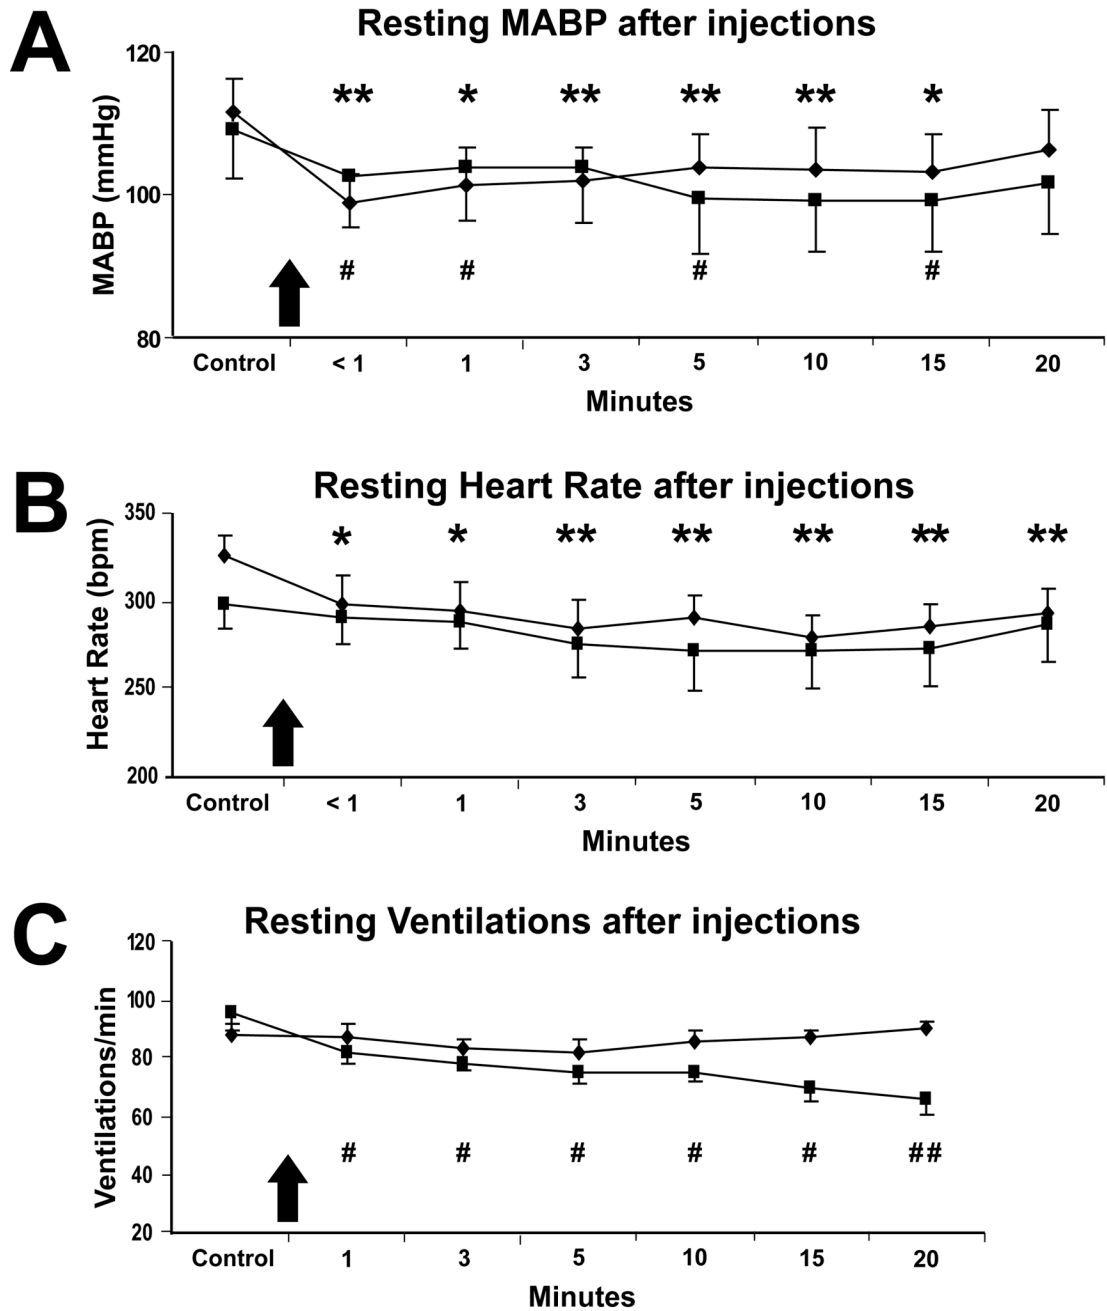 A
Resting MABP after injections
120
** * ** ** ** *
100
MABP (mmHg)
# # # #
80
Control < 1 1 3 5 10 15 20
Minutes
B
Resting Heart Rate after injections
350
* * ** ** ** ** **
300
Heart Rate (bpm)
250
200
Control < 1 1 3 5 10 15 20
Minutes
C
Resting Ventilations after injections
120
100
80
Ventilations/min
60
# # # # # ##
40
20
Control 1 3 5 10 15 20
Minutes